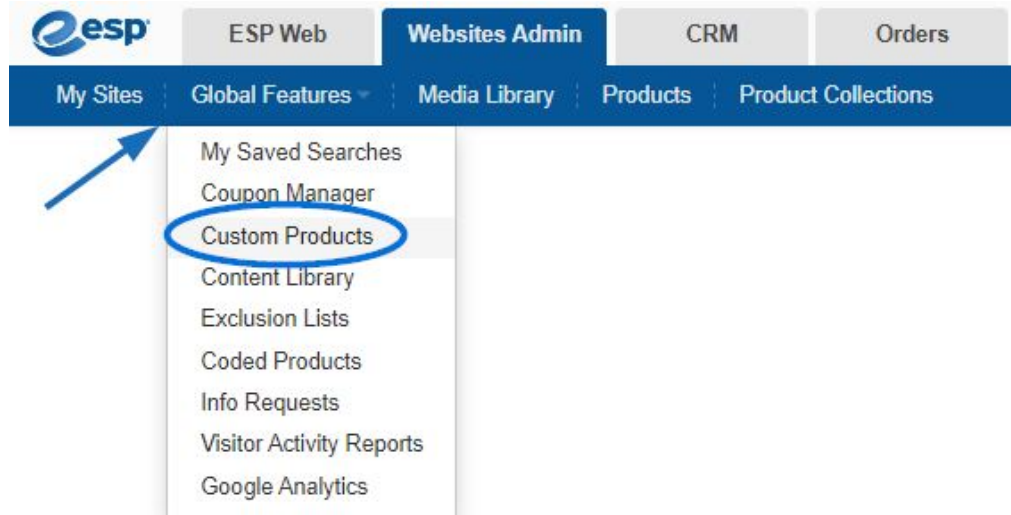 esp ESP Web Websites Admin CRM Orders
My Sites Global Features Media Library Products Product Collections
My Saved Searches
Coupon Manager
Custom Products
Content Library
Exclusion Lists
Coded Products
Info Requests
Visitor Activity Reports
Google Analytics